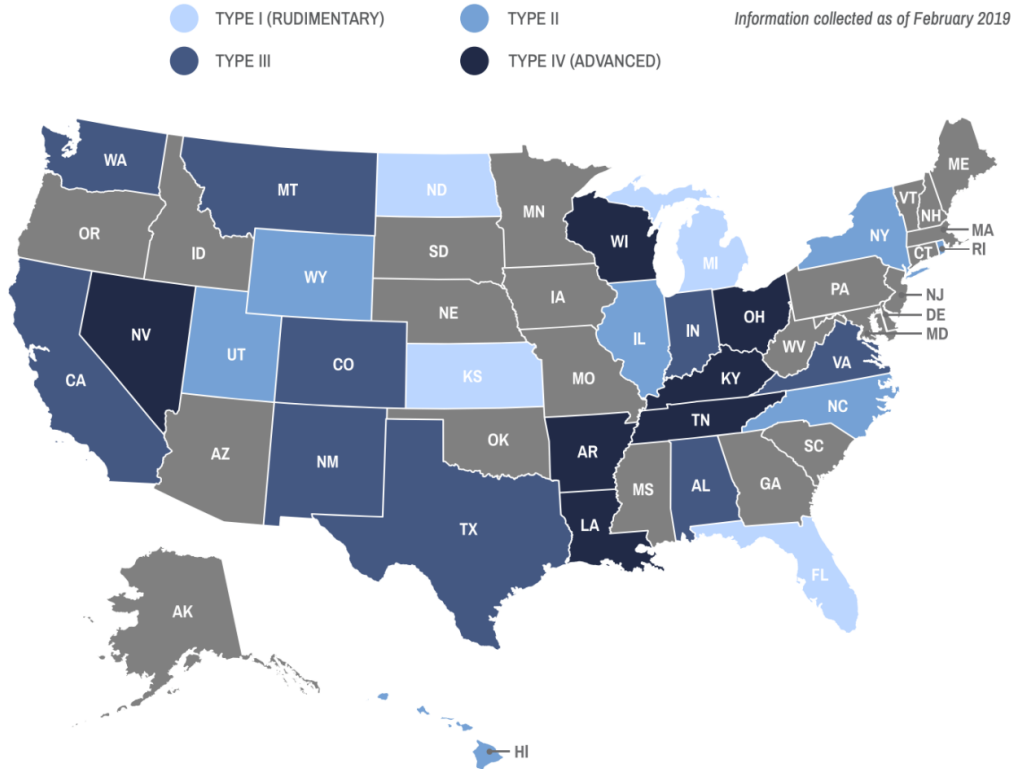 TYPE I (RUDIMENTARY)
TYPE II
Information collected as of February 2019
TYPE III
TYPE IV (ADVANCED)
WA
MT
ND
MN
ME
VT
NH
OR
ID
SD
WI
NY
MA
RI
CT
WY
MI
IA
PA
NJ
NE
DE
NV
OH
MD
UT
IL
IN
WV
CO
VA
CA
KS
MO
KY
NC
TN
OK
AR
SC
AZ
NM
MS
AL
GA
TX
LA
FL
AK
HI